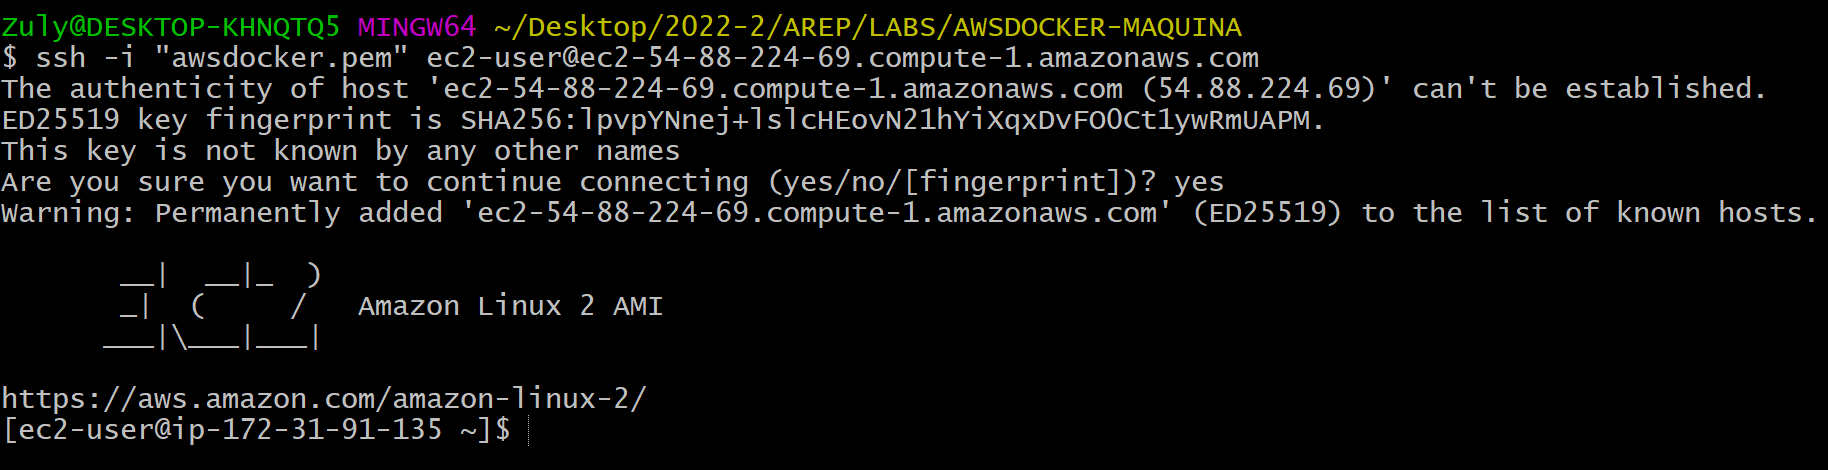 Zuly@DESKTOP-KHNQTQ5 MINGW64 ~/Desktop/2022-2/AREP/LABS/AWSDOCKER-MAQUINA
$ ssh -i "awsdocker.pem" ec2-user@ec2-54-88-224-69.compute-1.amazonaws.com
The authenticity of host 'ec2-54-88-224-69.compute-1.amazonaws.com (54.88.224.69)' can't be established.
ED25519 key fingerprint is SHA256:lpvpYNnej+lslcHEovN21hYiXqxDvFO0Ct1ywRmUAPM.
This key is not known by any other names
Are you sure you want to continue connecting (yes/no/[fingerprint])? yes
Warning: Permanently added 'ec2-54-88-224-69.compute-1.amazonaws.com' (ED25519) to the list of known hosts.

       __|  __|_  )
       _|  (     /   Amazon Linux 2 AMI
      ___|\___|___|

https://aws.amazon.com/amazon-linux-2/
[ec2-user@ip-172-31-91-135 ~]$